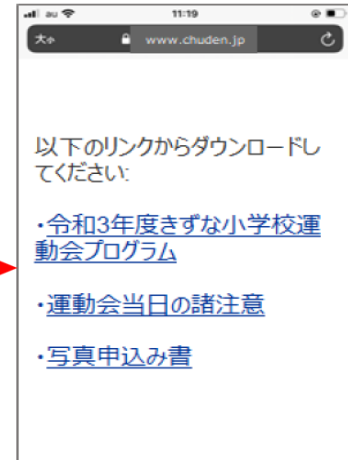 au 11:19
大小 www.chuden.jp
以下のリンクからダウンロードし
てください:
・令和3年度きずな小学校運
動会プログラム
・運動会当日の諸注意
・写真申込み書